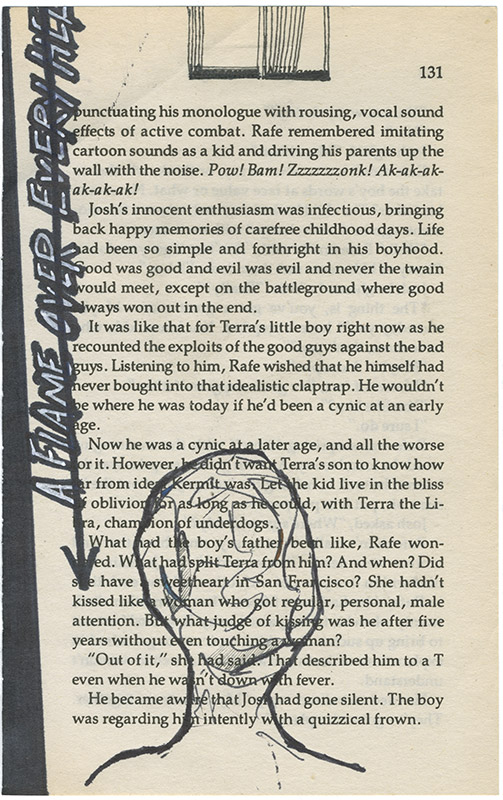 A FLAME OVER EVERY
131
punctuating his monologue with rousing, vocal sound
effects of active combat. Rafe remembered imitating
cartoon sounds as a kid and driving his parents up the
wall with the noise. Pow! Bam! Zzzzzzzonk! Ak-ak-ak-
ak-ak-ak!
Josh's innocent enthusiasm was infectious, bringing
back happy memories of carefree childhood days. Life
had been so simple and forthright in his boyhood.
Good was good and evil was evil and never the twain
would meet, except on the battleground where good
always won out in the end.
It was like that for Terra's little boy right now as he
recounted the exploits of the good guys against the bad
guys. Listening to him, Rafe wished that he himself had
never bought into that idealistic claptrap. He wouldn't
be where he was today if he'd been a cynic at an early
age.
Now he was a cynic at a later age, and all the worse
for it. However, he didn't want Terra's son to know how
far from ideal Kermit was. Let the kid live in the bliss
of oblivion for as long as he could, with Terra the Li-
bra, champion of underdogs.
What had the boy's father been like, Rafe won-
dered. What had split Terra from him? And when? Did
she have a sweetheart in San Francisco? She hadn't
kissed like a woman who got regular, personal, male
attention. But what judge of kissing was he after five
years without even touching a woman?
"Out of it," she had said. That described him to a T
even when he wasn't down with fever.
He became aware that Josh had gone silent. The boy
was regarding him intently with a quizzical frown.